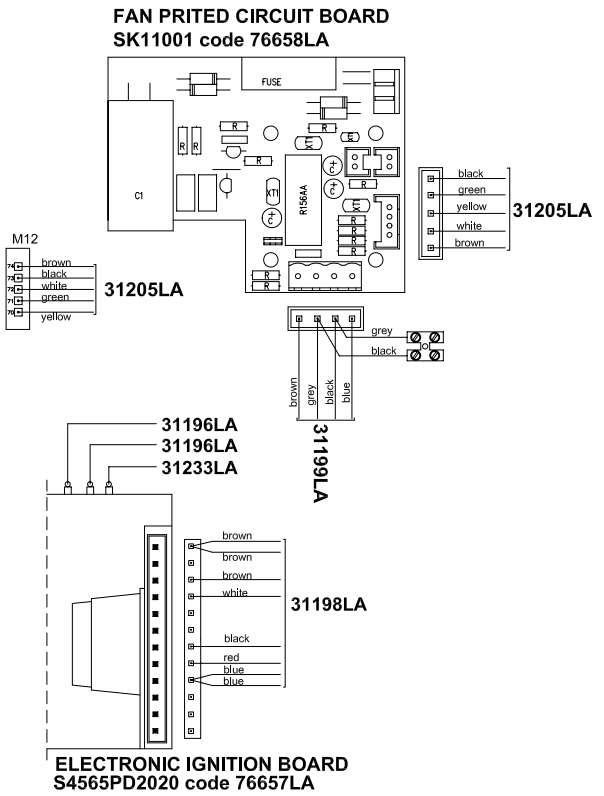 FAN PRITED CIRCUIT BOARD
SK11001 code 76658LA
FUSE
R
XT1
R
R
R
R
R
XT1
C
C1
R156AA
XT1
C
C
R
XT1
R
R
R
R
R
R
black
green
yellow
white
brown
31205LA
M12
74
73
72
71
70
brown
black
white
green
yellow
31205LA
grey
black
brown
grey
black
blue
31199LA
31196LA
31196LA
31233LA
brown
brown
brown
white
black
red
blue
blue
31198LA
ELECTRONIC IGNITION BOARD
S4565PD2020 code 76657LA